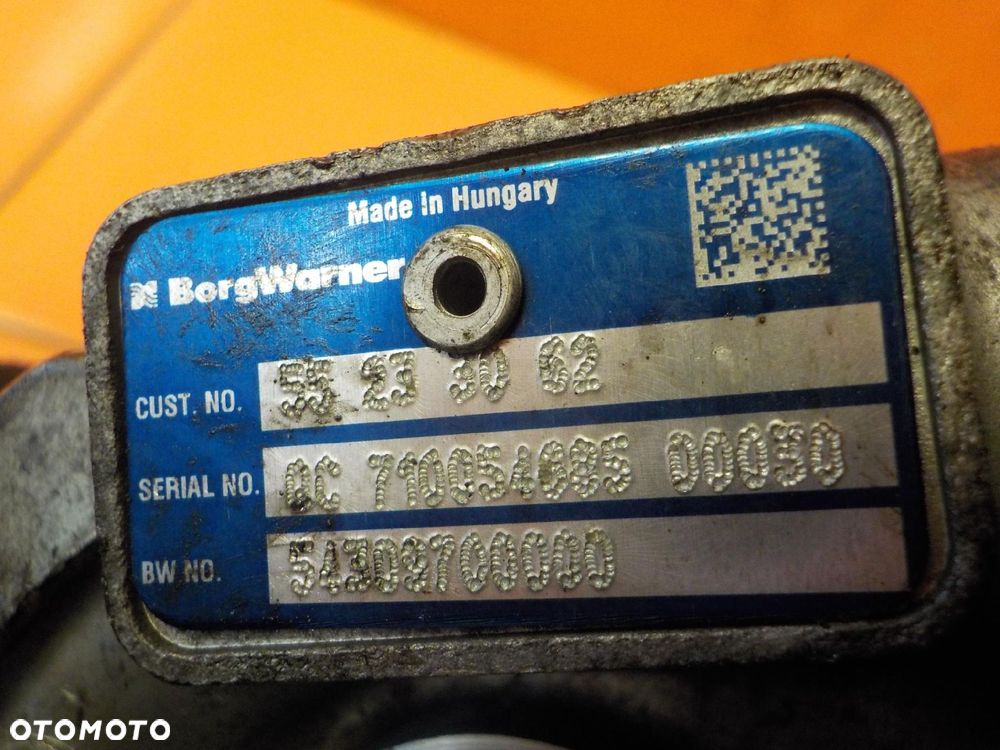 Made in Hungary
BorgWarner
CUST. NO. 55 23 30 62
SERIAL NO. QC 710054085 00030
BW NO. 54309700000
OTOMOTO